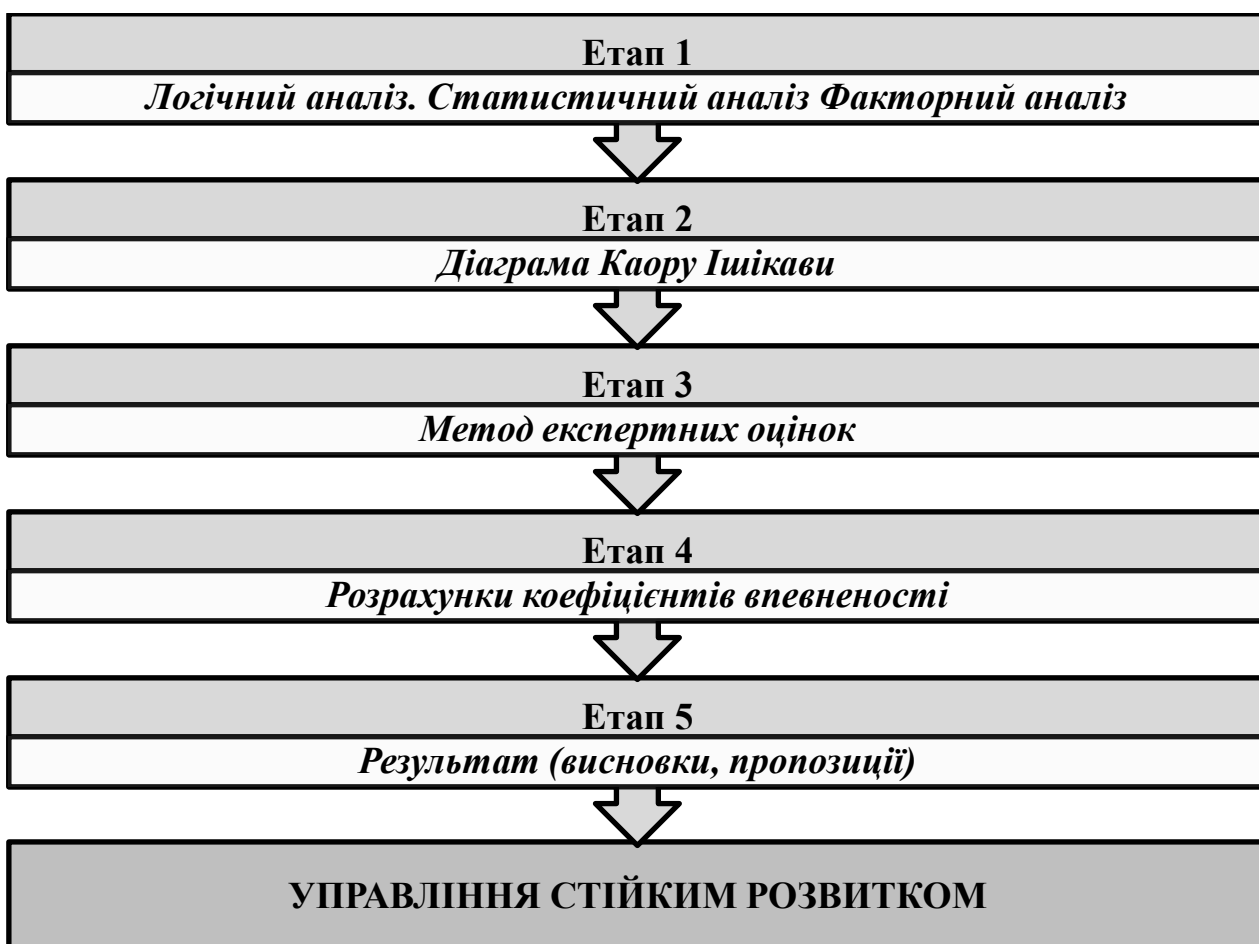 Етап 1
Логічний аналіз. Статистичний аналіз Факторний аналіз
Етап 2
Діаграма Каору Ішікави
Етап 3
Метод експертних оцінок
Етап 4
Розрахунки коефіцієнтів впевненості
Етап 5
Результат (висновки, пропозиції)
УПРАВЛІННЯ СТІЙКИМ РОЗВИТКОМ